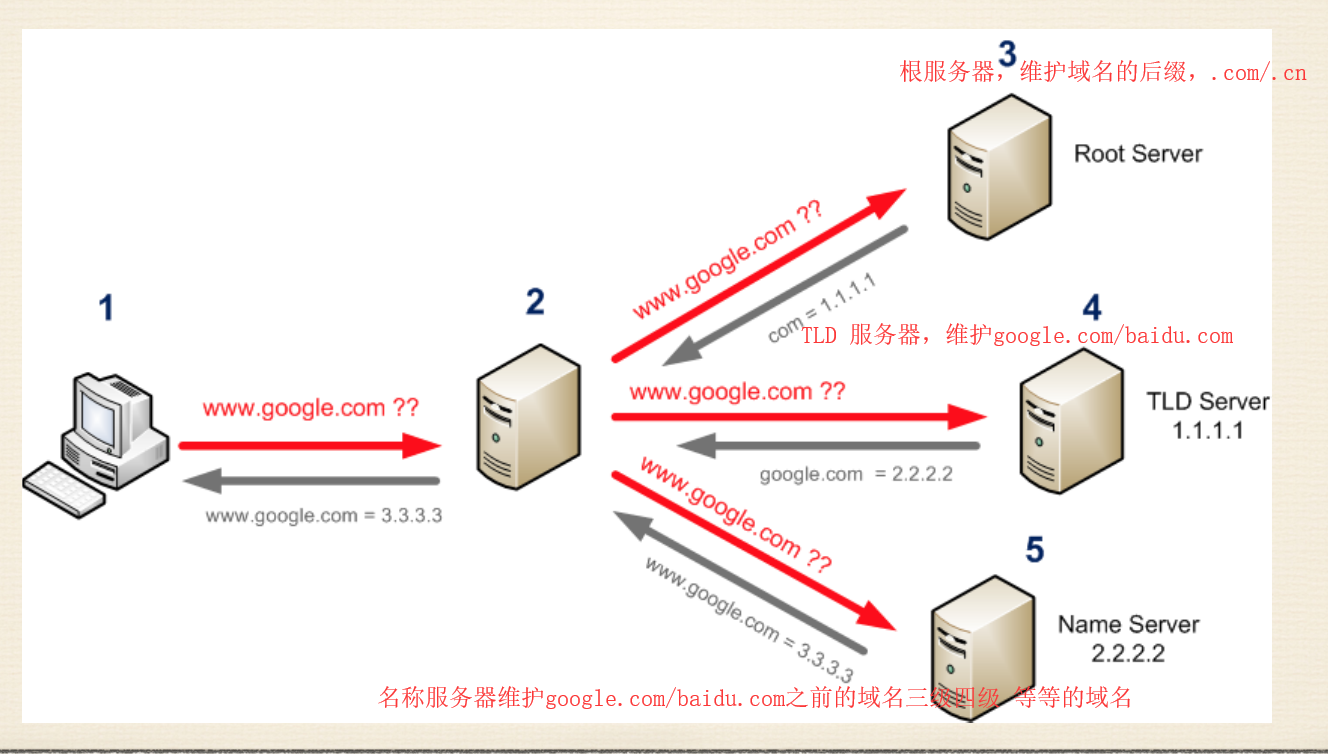 3
根服务器，维护域名的后缀，.com/.cn
Root Server
www.google.com ??
com = 1.1.1.1
1
2
4
TLD 服务器，维护google.com/baidu.com
www.google.com ??
www.google.com ??
TLD Server
1.1.1.1
google.com = 2.2.2.2
www.google.com = 3.3.3.3
www.google.com ??
5
www.google.com = 3.3.3.3
Name Server
2.2.2.2
名称服务器维护google.com/baidu.com之前的域名三级四级 等等的域名